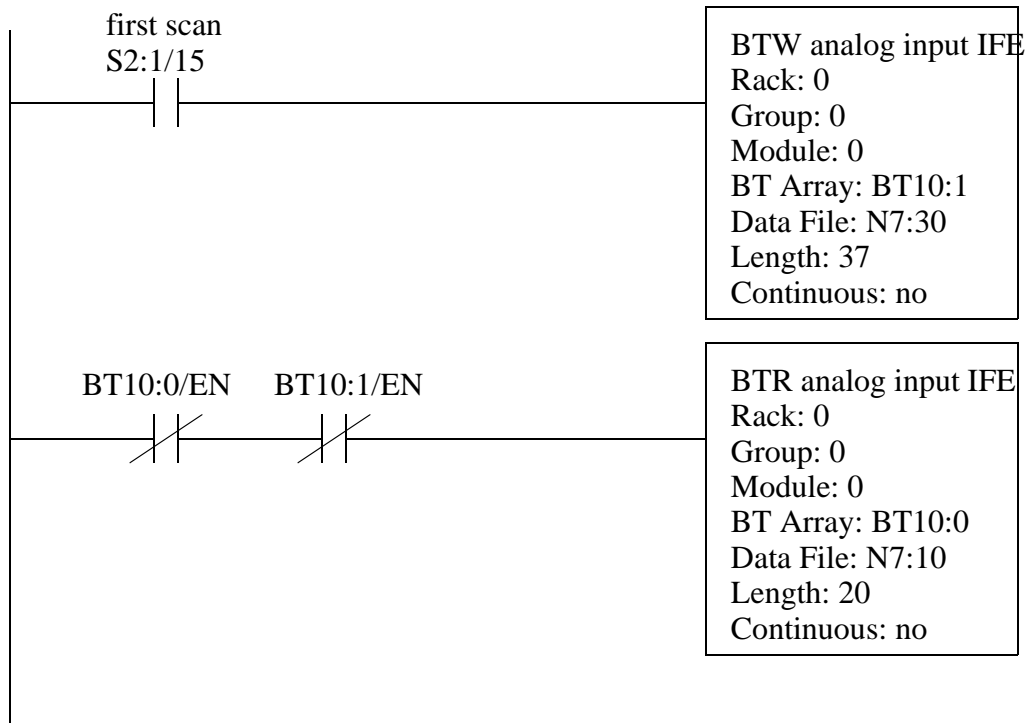 first scan
S2:1/15
BTW analog input IFE
Rack: 0
Group: 0
Module: 0
BT Array: BT10:1
Data File: N7:30
Length: 37
Continuous: no
BT10:0/EN BT10:1/EN
BTR analog input IFE
Rack: 0
Group: 0
Module: 0
BT Array: BT10:0
Data File: N7:10
Length: 20
Continuous: no